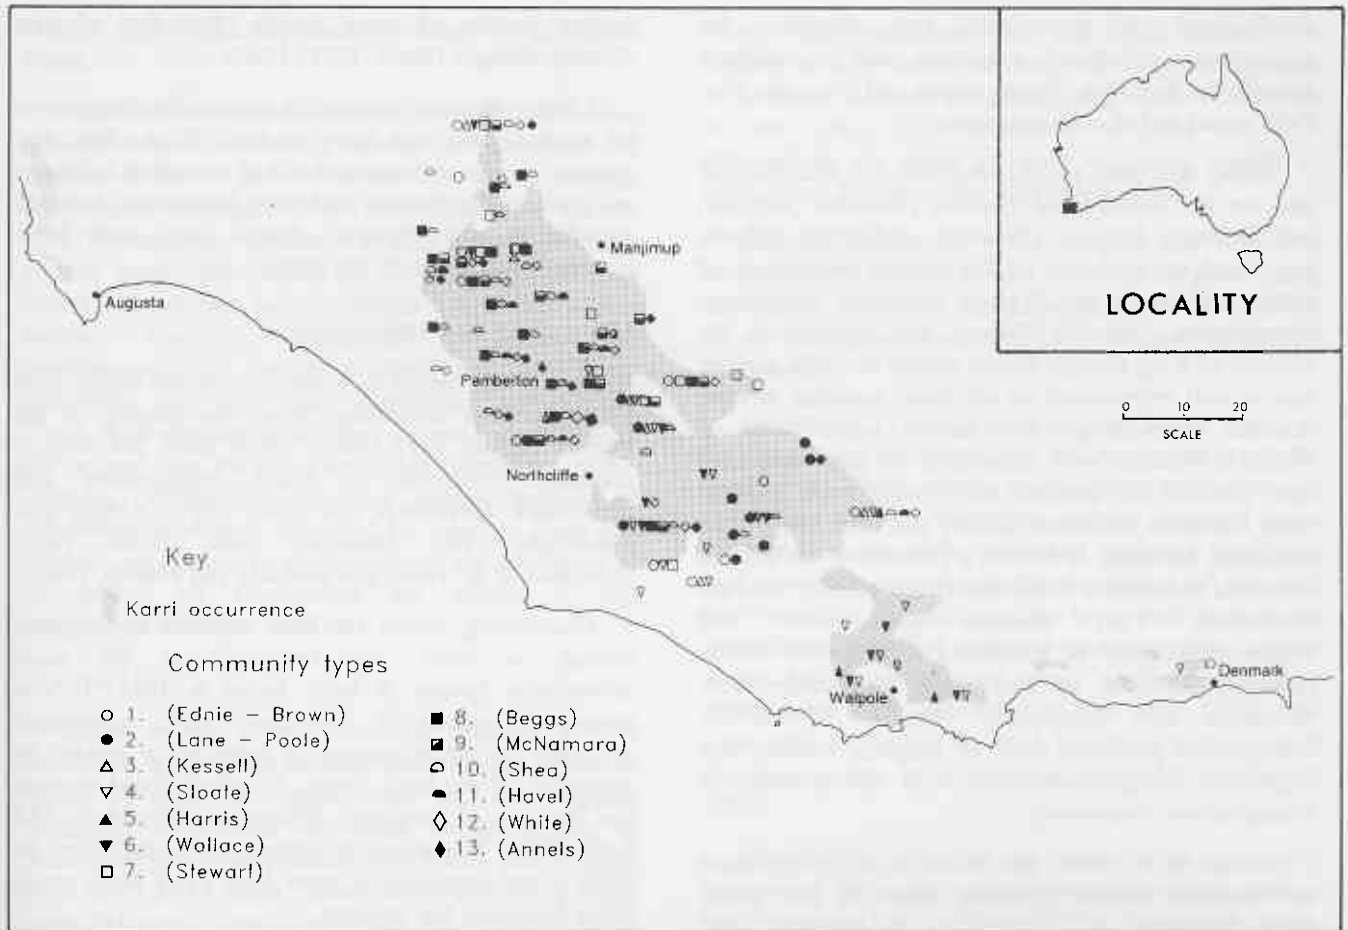 Manjimup
Augusta
LOCALITY
Pemberton
0 10 20
SCALE
Northcliffe
Key
Karri occurrence
Denmark
Walpole
Community types
1. (Ednie – Brown)
2. (Lane – Poole)
3. (Kessell)
4. (Stoate)
5. (Harris)
6. (Wallace)
7. (Stewart)
8. (Beggs)
9. (McNamara)
10. (Shea)
11. (Havel)
12. (White)
13. (Annels)